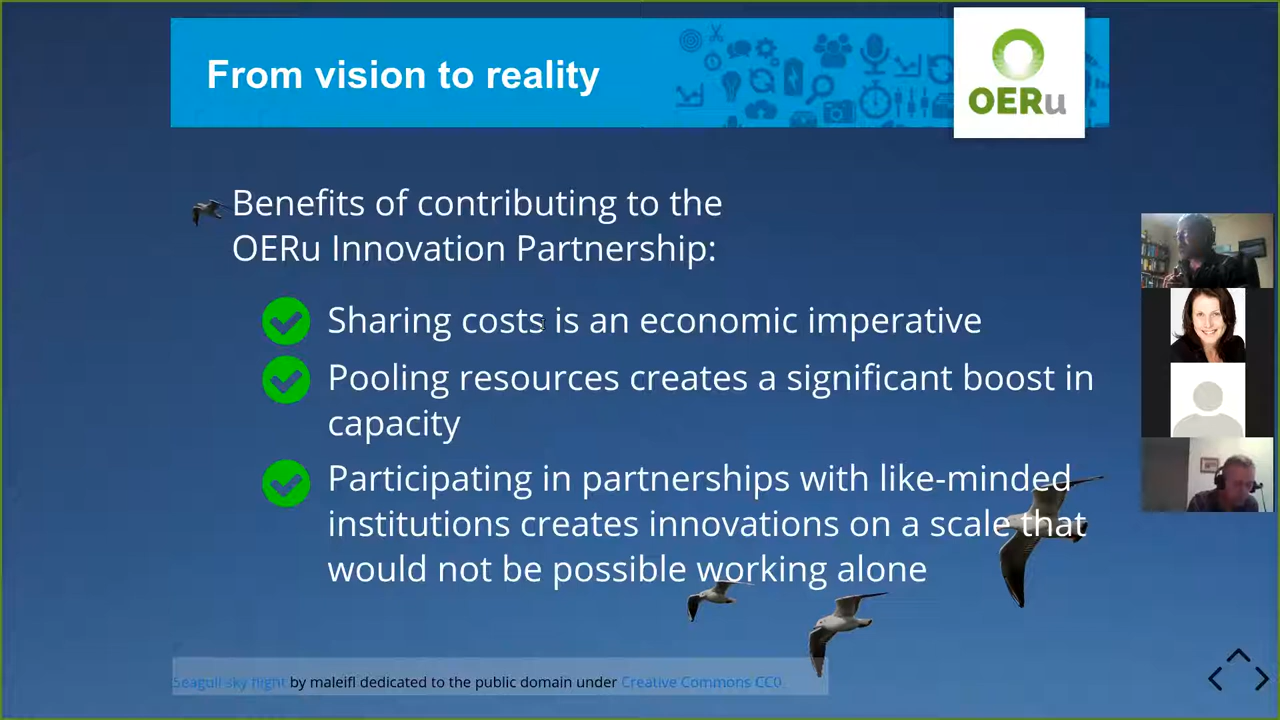 From vision to reality
OERu
Benefits of contributing to the
OERu Innovation Partnership:
Sharing costs is an economic imperative
Pooling resources creates a significant boost in
capacity
Participating in partnerships with like-minded
institutions creates innovations on a scale that
would not be possible working alone
Seagull sky flight by maleifl dedicated to the public domain under Creative Commons CC0